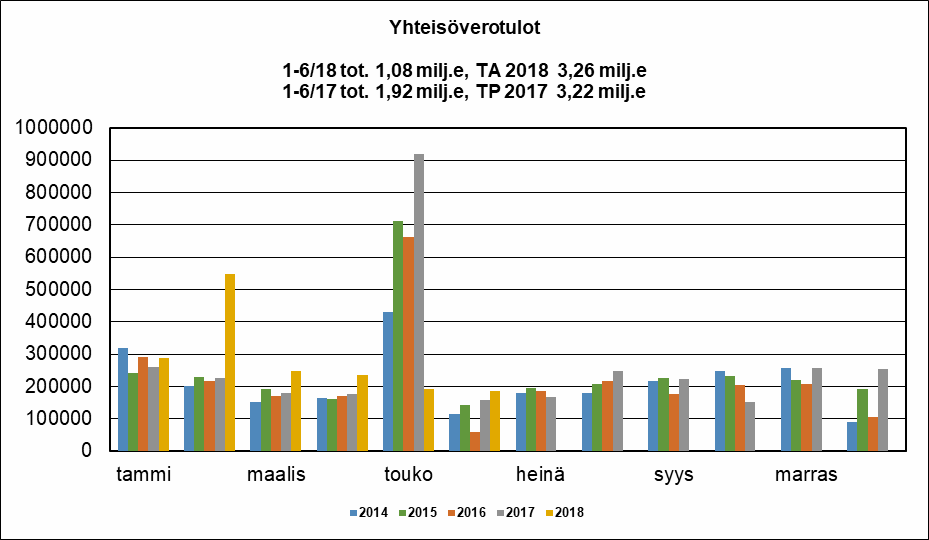 Yhteisöverotulot
1-6/18 tot. 1,08 milj.e, TA 2018 3,26 milj.e
1-6/17 tot. 1,92 milj.e, TP 2017 3,22 milj.e
1000000
900000
800000
700000
600000
500000
400000
300000
200000
100000
0
tammi maalis touko heinä syys marras
2014 2015 2016 2017 2018